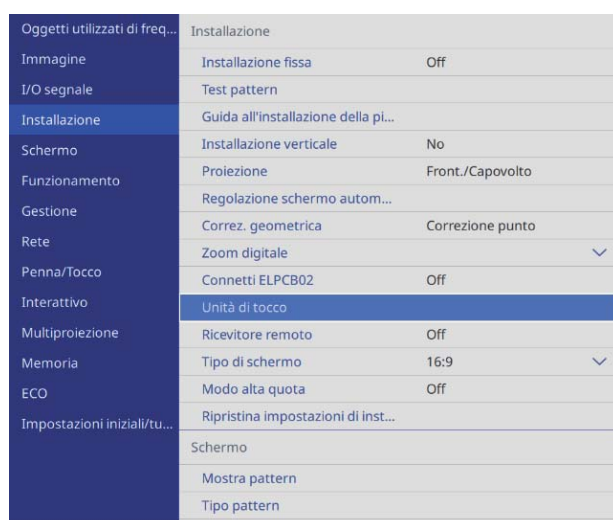 Oggetti utilizzati di freq...
Immagine
I/O segnale
Installazione
Schermo
Funzionamento
Gestione
Rete
Penna/Tocco
Interattivo
Multiproiezione
Memoria
ECO
Impostazioni iniziali/tu...
Installazione
Installazione fissa Off
Test pattern
Guida all'installazione della pi...
Installazione verticale No
Proiezione Front./Capovolto
Regolazione schermo autom...
Correz. geometrica Correzione punto
Zoom digitale
Connetti ELPCB02 Off
Unità di tocco
Ricevitore remoto Off
Tipo di schermo 16:9
Modo alta quota Off
Ripristina impostazioni di inst...
Schermo
Mostra pattern
Tipo pattern